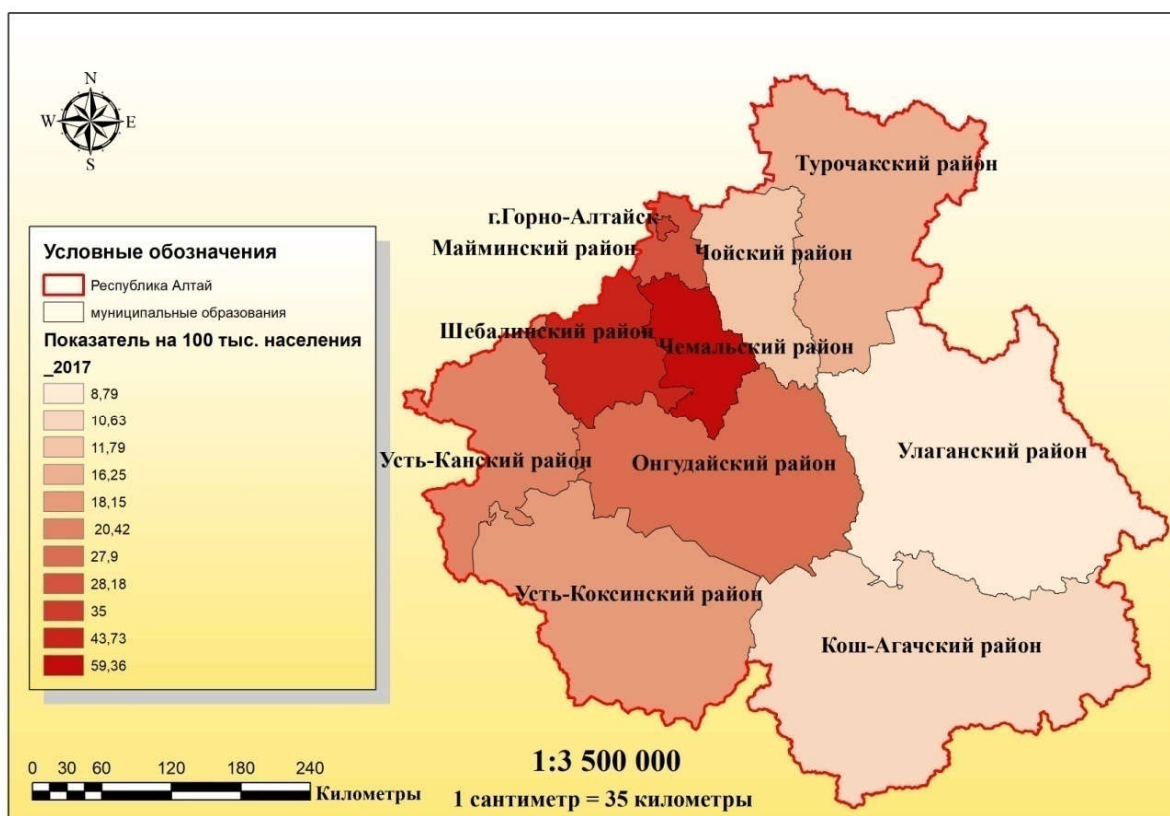 N
W E
S
Турочакский район
г.Горно-Алтайск
Майминский район
Чойский район
Шебалинский район
Чемальский район
Усть-Канский район
Онгудайский район
Улаганский район
Усть-Коксинский район
Кош-Агачский район
Условные обозначения
Республика Алтай
муниципальные образования
Показатель на 100 тыс. населения
_2017
8,79
10,63
11,79
16,25
18,15
20,42
27,9
28,18
35
43,73
59,36
0 30 60 120 180 240
Километры
1:3 500 000
1 сантиметр = 35 километры